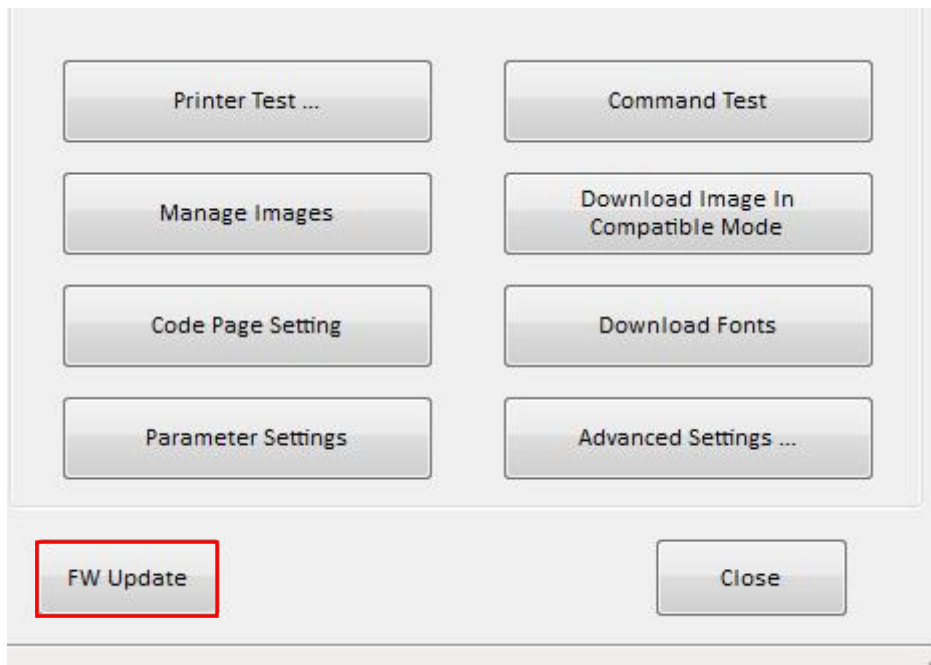 Printer Test ...
Command Test
Manage Images
Download Image In
Compatible Mode
Code Page Setting
Download Fonts
Parameter Settings
Advanced Settings ...
FW Update
Close